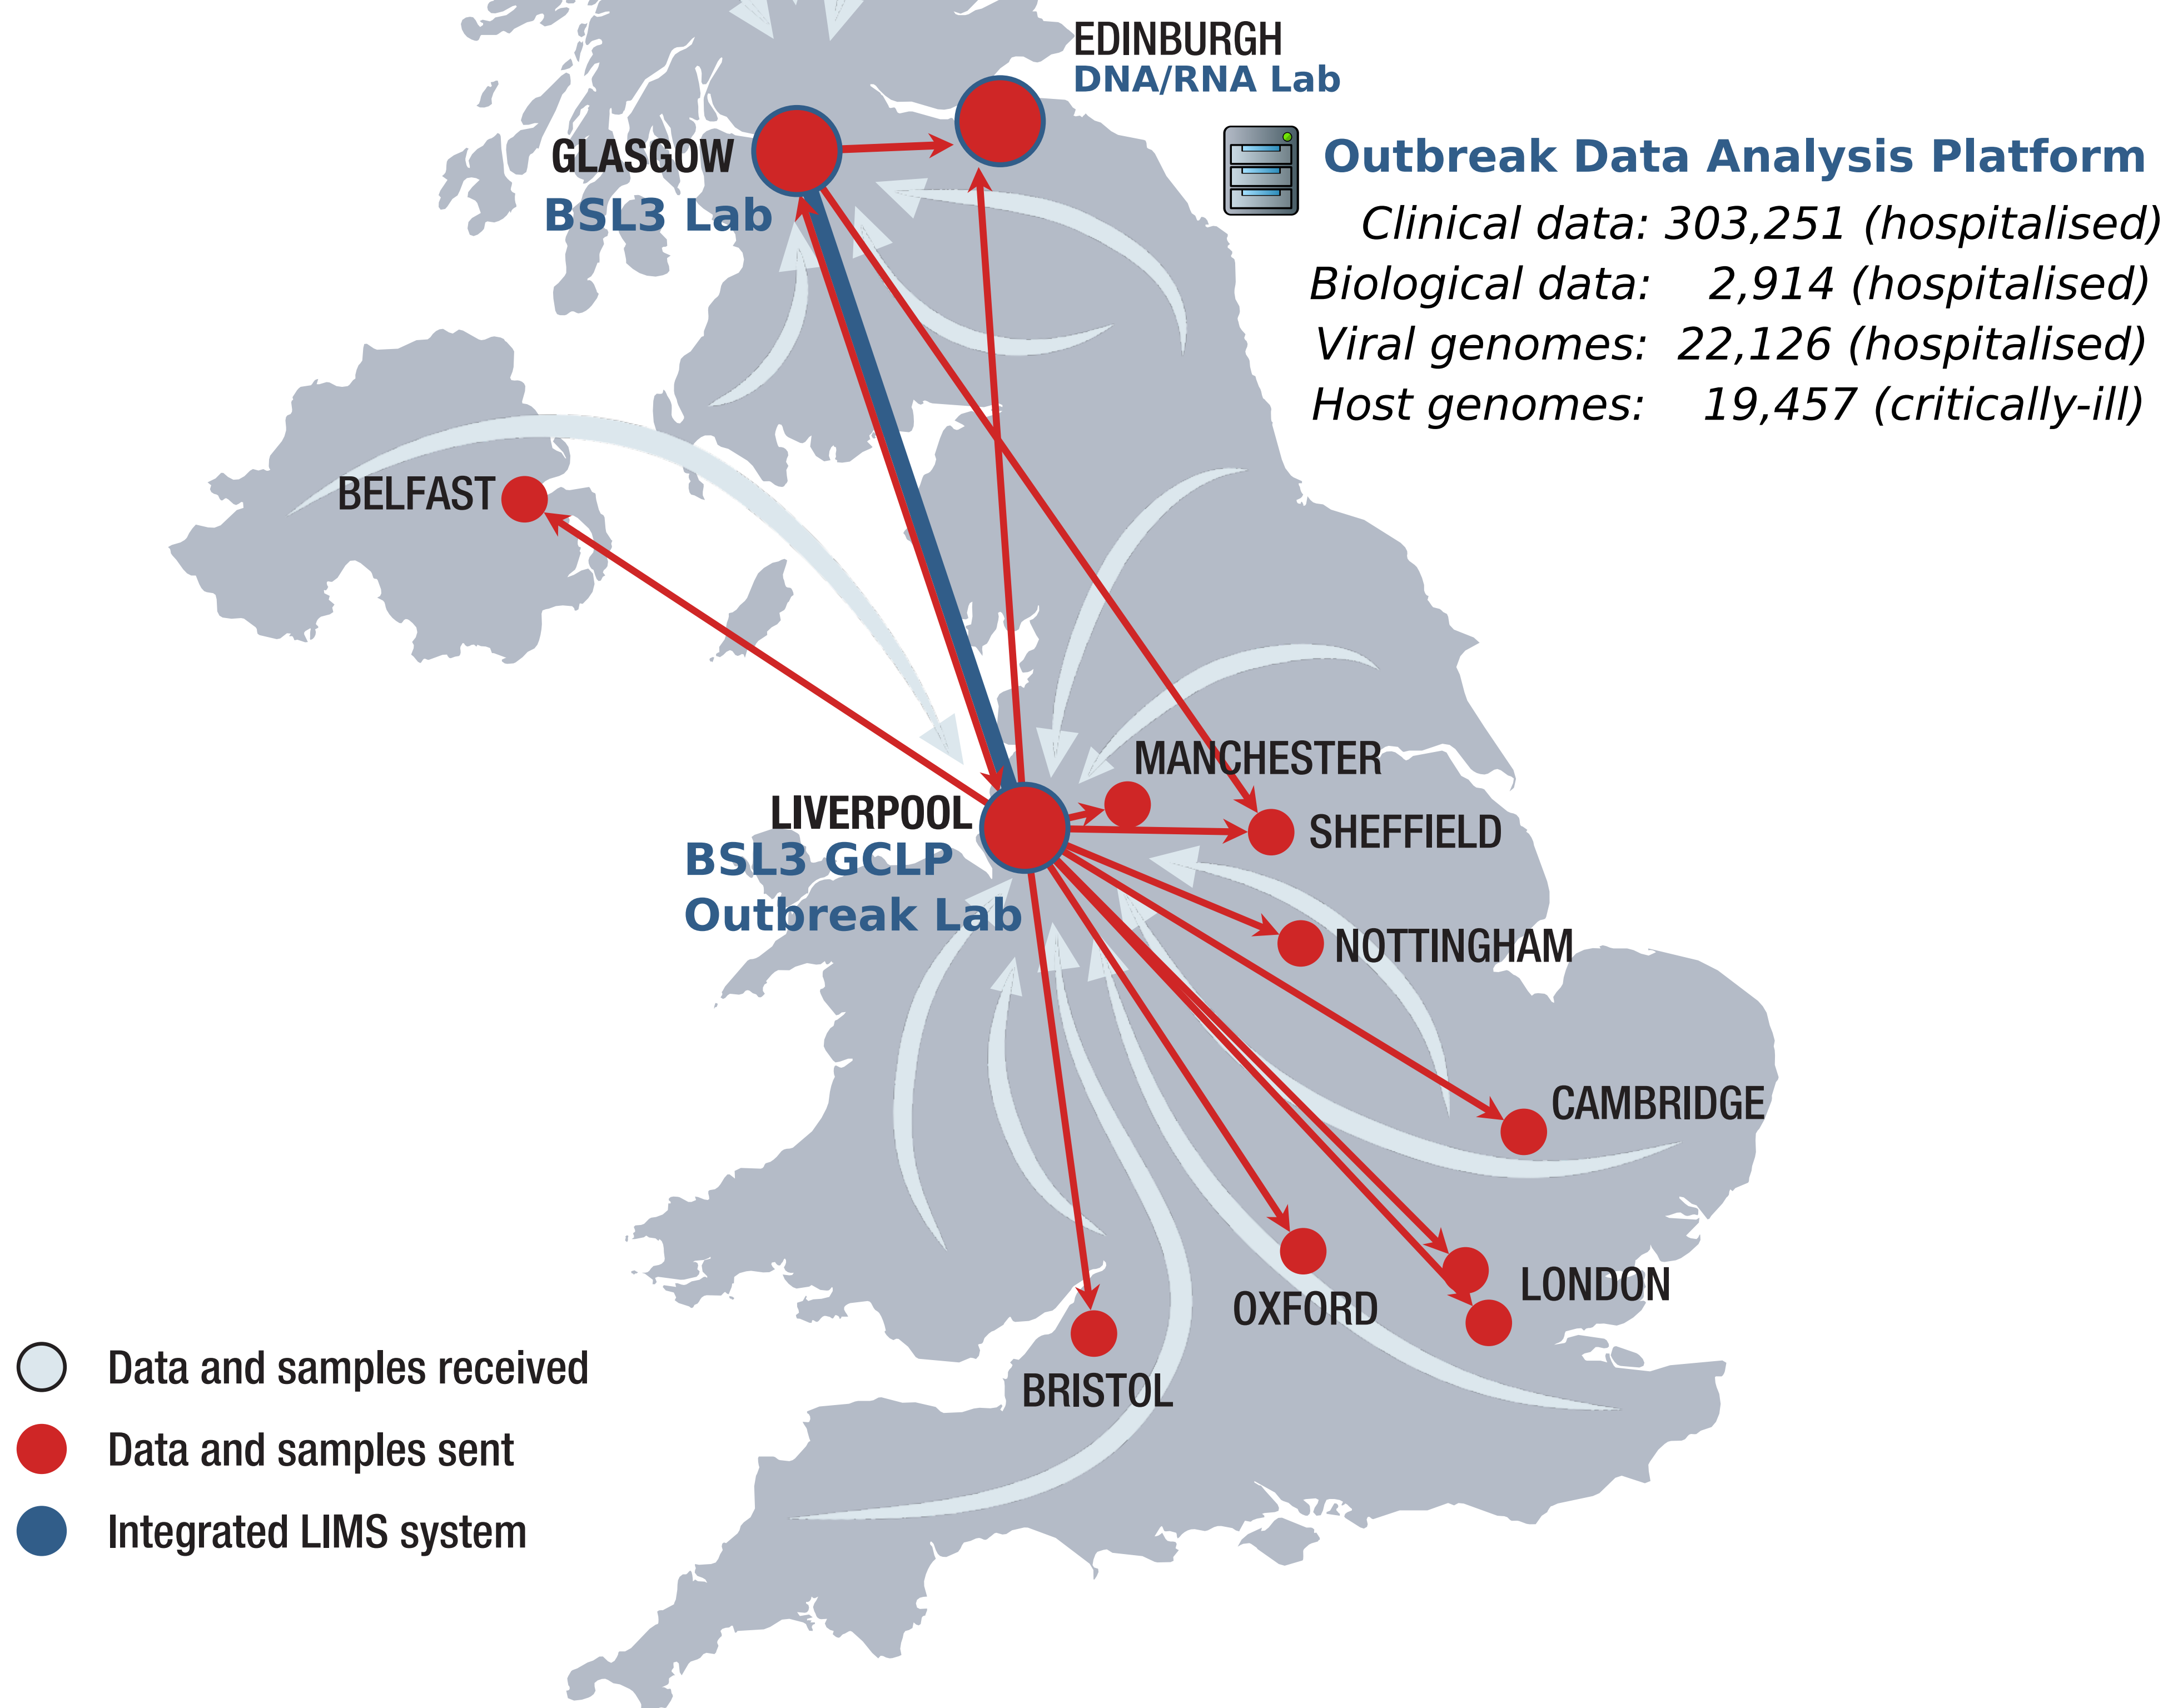 EDINBURGH
DNA/RNA Lab
GLASGOW
BSL3 Lab
Outbreak Data Analysis Platform
Clinical data: 303,251 (hospitalised)
Biological data: 2,914 (hospitalised)
Viral genomes: 22,126 (hospitalised)
Host genomes: 19,457 (critically-ill)
BELFAST
MANCHESTER
LIVERPOOL
BSL3 GCLP
Outbreak Lab
SHEFFIELD
NOTTINGHAM
CAMBRIDGE
LONDON
OXFORD
BRISTOL
Data and samples received
Data and samples sent
Integrated LIMS system